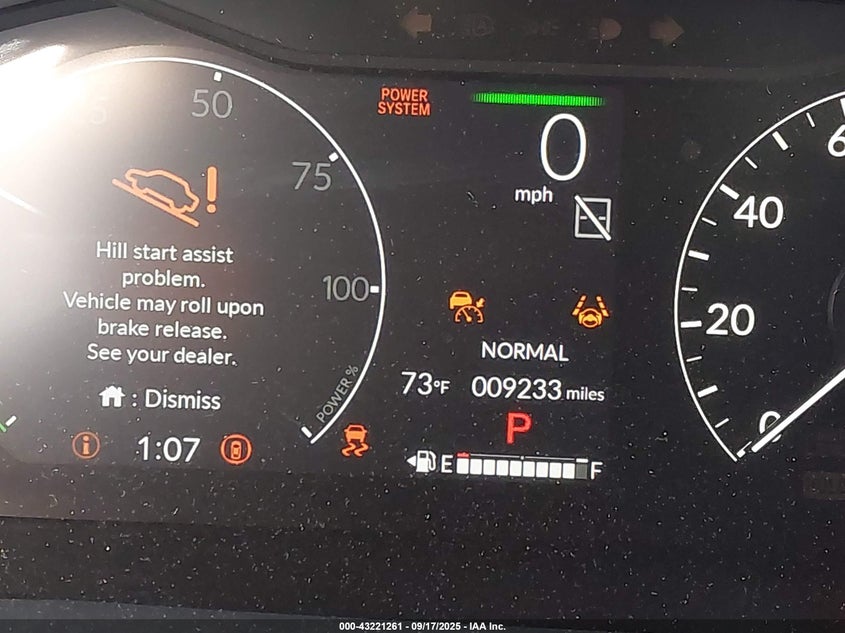 50
POWER
SYSTEM
0
mph
75
40
Hill start assist
problem.
Vehicle may roll upon
brake release.
See your dealer.
100
20
: Dismiss
POWER %
NORMAL
73°F 009233 miles
P
1:07
E F
0
000-43221261 - 09/17/2025 - IAA Inc.